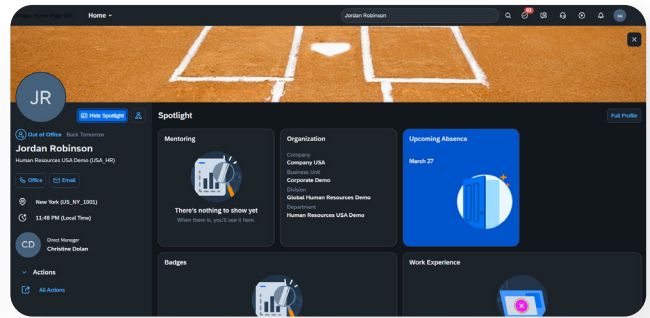 Home
Jordan Robinson
JR
Hide Spotlight
Spotlight
Full Profile
Out of Office Back Tomorrow
Jordan Robinson
Human Resources USA Demo (USA_HR)
Office
Email
New York (US_NY_1001)
11:48 PM (Local Time)
CD
Direct Manager
Christine Dolan
Actions
All Actions
Mentoring
There's nothing to show yet
When there is, you'll see it here.
Organization
Company
Company USA
Business Unit
Corporate Demo
Division
Global Human Resources Demo
Department
Human Resources USA Demo
Upcoming Absence
March 27
Badges
Work Experience